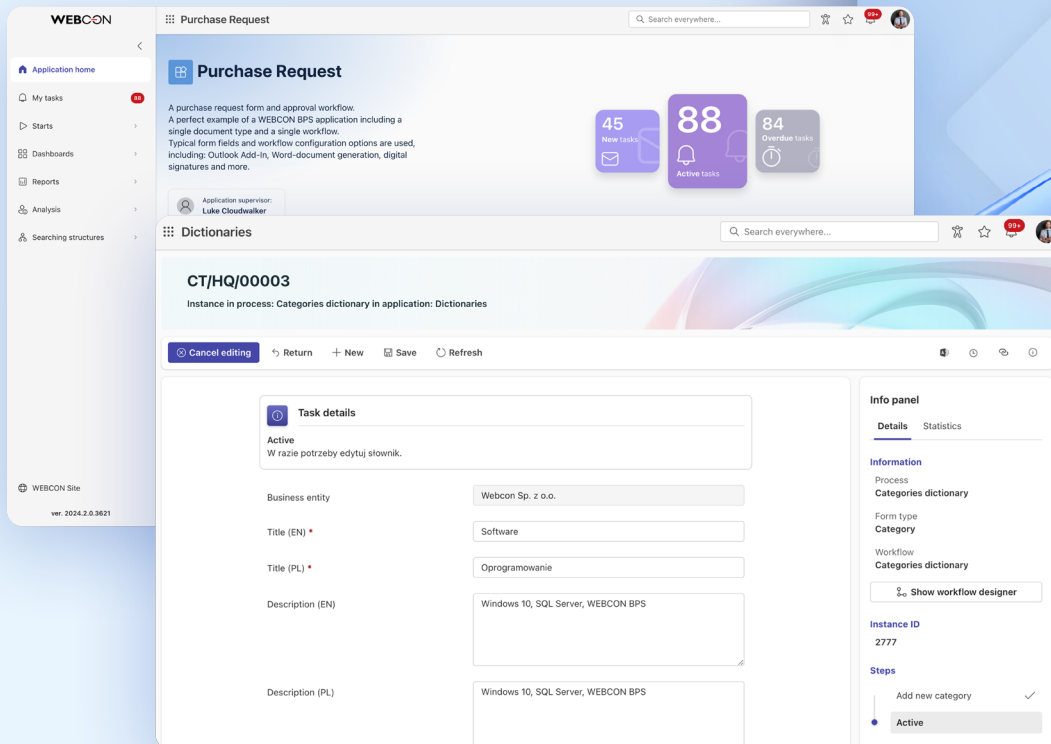 WEBCON
Purchase Request
Search everywhere...
99+
Application home
My tasks
88
Starts
Dashboards
Reports
Analysis
Searching structures
WEBCON Site
ver. 2024.2.0.3621
Purchase Request
A purchase request form and approval workflow.
A perfect example of a WEBCON BPS application including a
single document type and a single workflow.
Typical form fields and workflow configuration options are used,
including: Outlook Add-In, Word-document generation, digital
signatures and more.
Application supervisor:
Luke Cloudwalker
45
New tasks
88
Active tasks
84
Overdue tasks
Dictionaries
Search everywhere...
99+
CT/HQ/00003
Instance in process: Categories dictionary in application: Dictionaries
Cancel editing
Return
New
Save
Refresh
Task details
Active
W razie potrzeby edytuj słownik.
Business entity
Webcon Sp. z o.o.
Title (EN) *
Software
Title (PL) *
Oprogramowanie
Description (EN)
Windows 10, SQL Server, WEBCON BPS
Description (PL)
Windows 10, SQL Server, WEBCON BPS
Info panel
Details
Statistics
Information
Process
Categories dictionary
Form type
Category
Workflow
Categories dictionary
Show workflow designer
Instance ID
2777
Steps
Add new category
Active